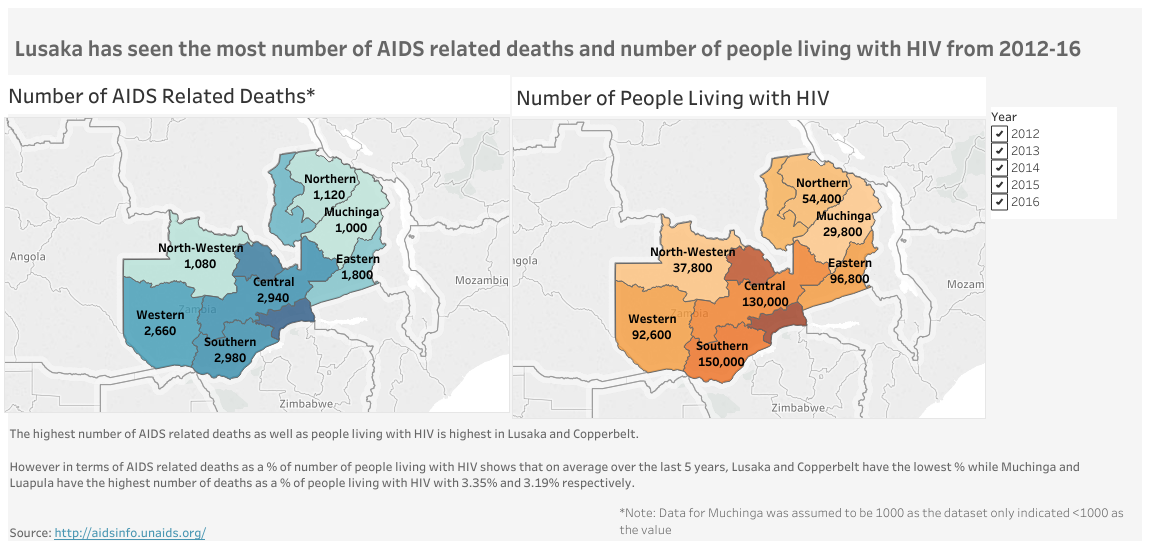 Lusaka has seen the most number of AIDS related deaths and number of people living with HIV from 2012-16
Number of AIDS Related Deaths*
Northern
1,120
Muchinga
1,000
North-Western
1,080
Angola
Eastern
1,800
Central
2,940
Mozambiq
Zambia
Western
2,660
Southern
2,980
Zimbabwe
Number of People Living with HIV
Northern
54,400
Muchinga
29,800
North-Western
37,800
ngola
Eastern
96,800
Central
130,000
Mozam
Zambia
Western
92,600
Southern
150,000
Zimbabwe
Year
2012
2013
2014
2015
2016
The highest number of AIDS related deaths as well as people living with HIV is highest in Lusaka and Copperbelt.
However in terms of AIDS related deaths as a % of number of people living with HIV shows that on average over the last 5 years, Lusaka and Copperbelt have the lowest % while Muchinga and
Luapula have the highest number of deaths as a % of people living with HIV with 3.35% and 3.19% respectively.
*Note: Data for Muchinga was assumed to be 1000 as the dataset only indicated <1000 as
the value
Source: http://aidsinfo.unaids.org/